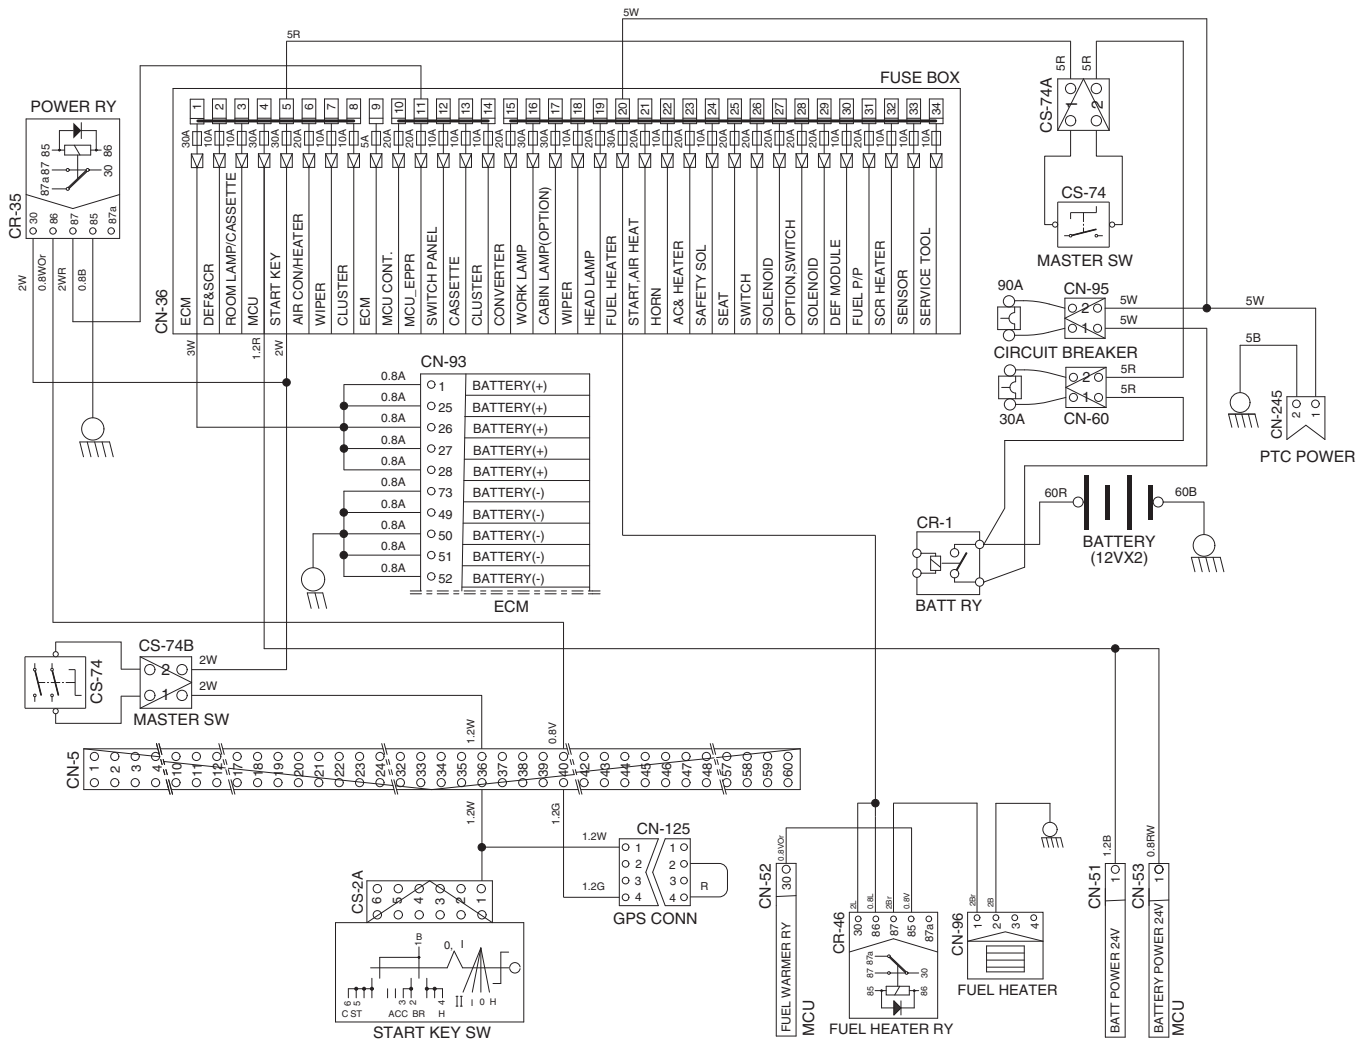 5W
5R
FUSE BOX
POWER RY
85
86
87
87a
30
CR-35
30
86
87
85
87a
2W
0.8WOr
2WR
0.8B
1
2
3
4
5
6
7
8
9
10
11
12
13
14
15
16
17
18
19
20
21
22
23
24
25
26
27
28
29
30
31
32
33
34
30A
10A
10A
10A
30A
20A
10A
10A
5A
20A
10A
10A
10A
10A
20A
30A
20A
10A
20A
30A
20A
10A
20A
20A
20A
10A
10A
20A
20A
10A
20A
10A
10A
10A
CN-36
ECM
DEF&SCR
ROOM LAMP/CASSETTE
MCU
START KEY
AIR CON/HEATER
WIPER
CLUSTER
ECM
MCU CONT.
MCU_EPPR
SWITCH PANEL
CASSETTE
CLUSTER
CONVERTER
WORK LAMP
CABIN LAMP(OPTION)
WIPER
HEAD LAMP
FUEL HEATER
START,AIR HEAT
HORN
AC& HEATER
SAFETY SOL
SEAT
SWITCH
SOLENOID
OPTION,SWITCH
SOLENOID
DEF MODULE
FUEL P/P
SCR HEATER
SENSOR
SERVICE TOOL
3W
1.2R
2W
5R
5R
CS-74A
1
2
CS-74
MASTER SW
90A
CN-95
2
1
5W
5W
5W
CIRCUIT BREAKER
30A
2
1
CN-60
5R
5R
5B
CN-245
2
1
PTC POWER
CN-93
0.8A
1
BATTERY(+)
0.8A
25
BATTERY(+)
0.8A
26
BATTERY(+)
0.8A
27
BATTERY(+)
0.8A
28
BATTERY(+)
0.8A
73
BATTERY(-)
0.8A
49
BATTERY(-)
0.8A
50
BATTERY(-)
0.8A
51
BATTERY(-)
0.8A
52
BATTERY(-)
ECM
60R
60B
BATTERY
(12VX2)
CR-1
BATT RY
CS-74
CS-74B
2
1
2W
2W
MASTER SW
1.2W
0.8V
CN-5
1
2
3
4
10
11
12
17
18
19
20
21
22
23
24
32
33
34
35
36
37
38
39
40
42
43
44
45
46
47
48
57
58
59
60
1.2W
1.2G
1.2W
1.2G
CN-125
1
2
3
4
1
2
3
4
R
GPS CONN
CS-2A
6
5
4
3
2
1
1B
0, I
6
5
3
2
4
C ST
ACC BR
H
II
I
0
H
START KEY SW
0.8VOr
CN-52
30
FUEL WARMER RY
MCU
2L
0.8L
2Br
0.8V
CR-46
30
86
87
85
87a
87a
87
30
85
86
FUEL HEATER RY
2Br
2B
CN-96
1
2
3
4
FUEL HEATER
1.2B
0.8RW
CN-51
1
BATT POWER 24V
CN-53
1
BATTERY POWER 24V
MCU